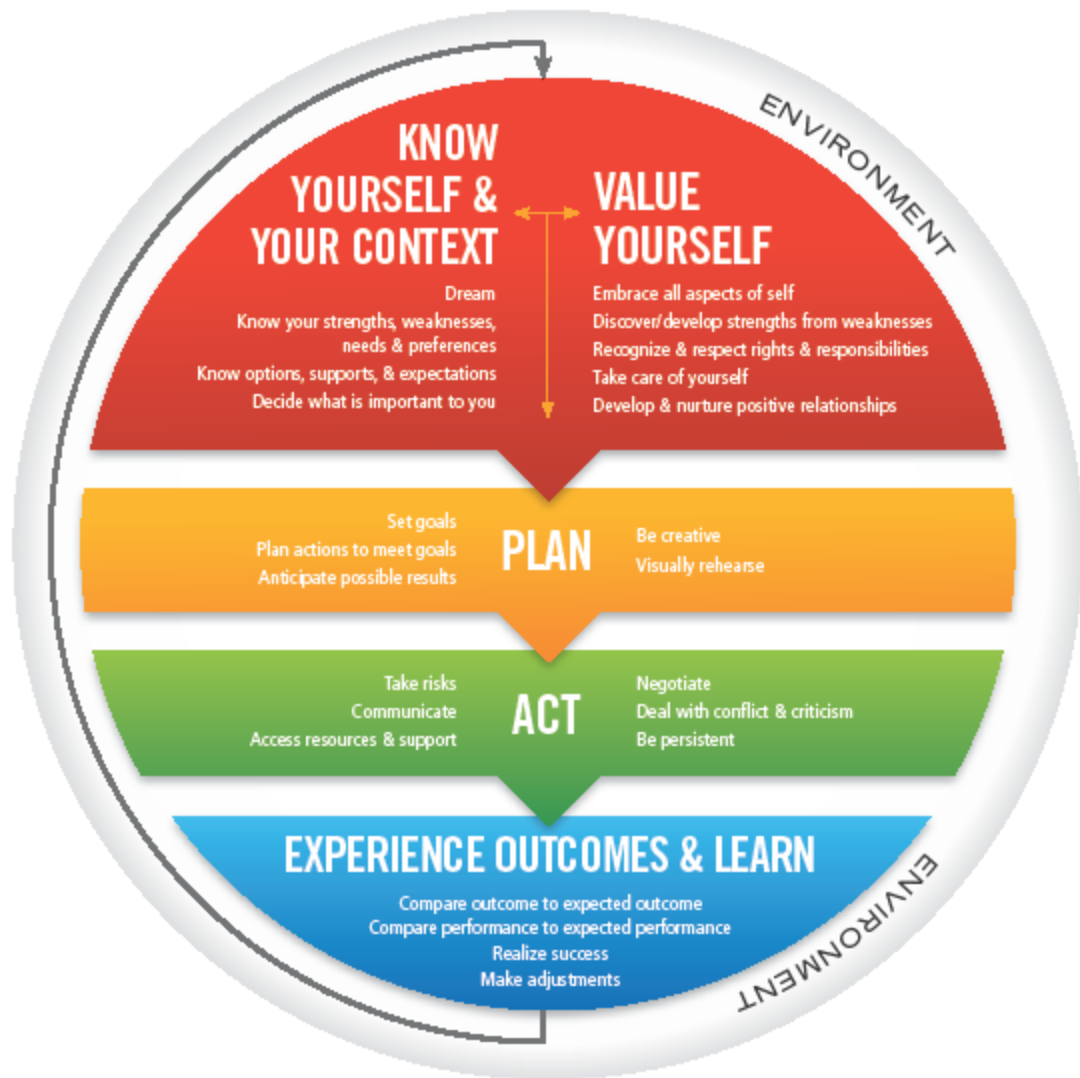 ENVIRONMENT
KNOW
YOURSELF &
YOUR CONTEXT
Dream
Know your strengths, weaknesses,
needs & preferences
Know options, supports, & expectations
Decide what is important to you
VALUE
YOURSELF
Embrace all aspects of self
Discover/develop strengths from weaknesses
Recognize & respect rights & responsibilities
Take care of yourself
Develop & nurture positive relationships
Set goals
Plan actions to meet goals
Anticipate possible results
PLAN
Be creative
Visually rehearse
Take risks
Communicate
Access resources & support
ACT
Negotiate
Deal with conflict & criticism
Be persistent
EXPERIENCE OUTCOMES & LEARN
Compare outcome to expected outcome
Compare performance to expected performance
Realize success
Make adjustments
ENVIRONMENT